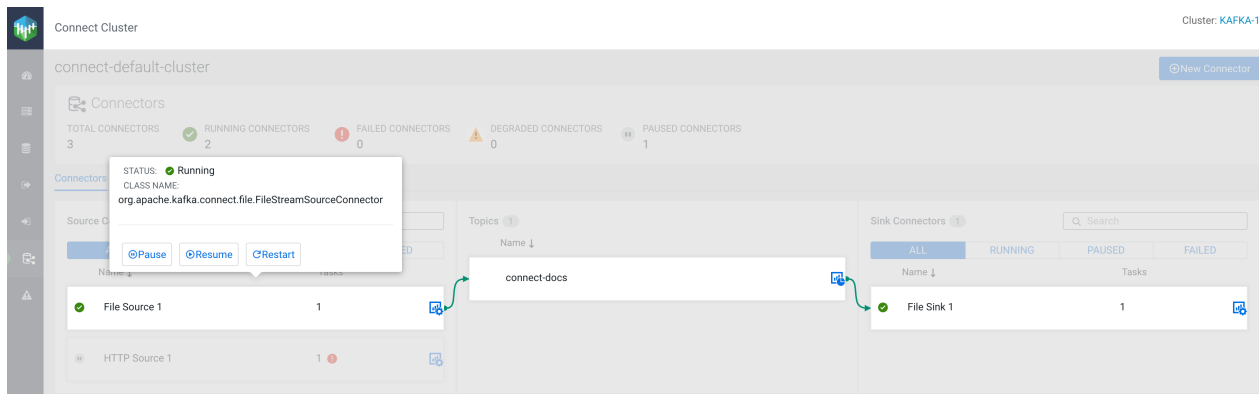 Connect Cluster
Cluster: KAFKA-1
connect-default-cluster
New Connector
Connectors
TOTAL CONNECTORS
3
RUNNING CONNECTORS
2
FAILED CONNECTORS
0
DEGRADED CONNECTORS
0
PAUSED CONNECTORS
1
Connectors
STATUS: Running
CLASS NAME:
org.apache.kafka.connect.file.FileStreamSourceConnector
Pause Resume Restart
Source C
Name ↓ Tasks
File Source 1 1
HTTP Source 1 1
Topics 1
Name ↓
connect-docs
Sink Connectors 1
Search
ALL RUNNING PAUSED FAILED
Name ↓ Tasks
File Sink 1 1